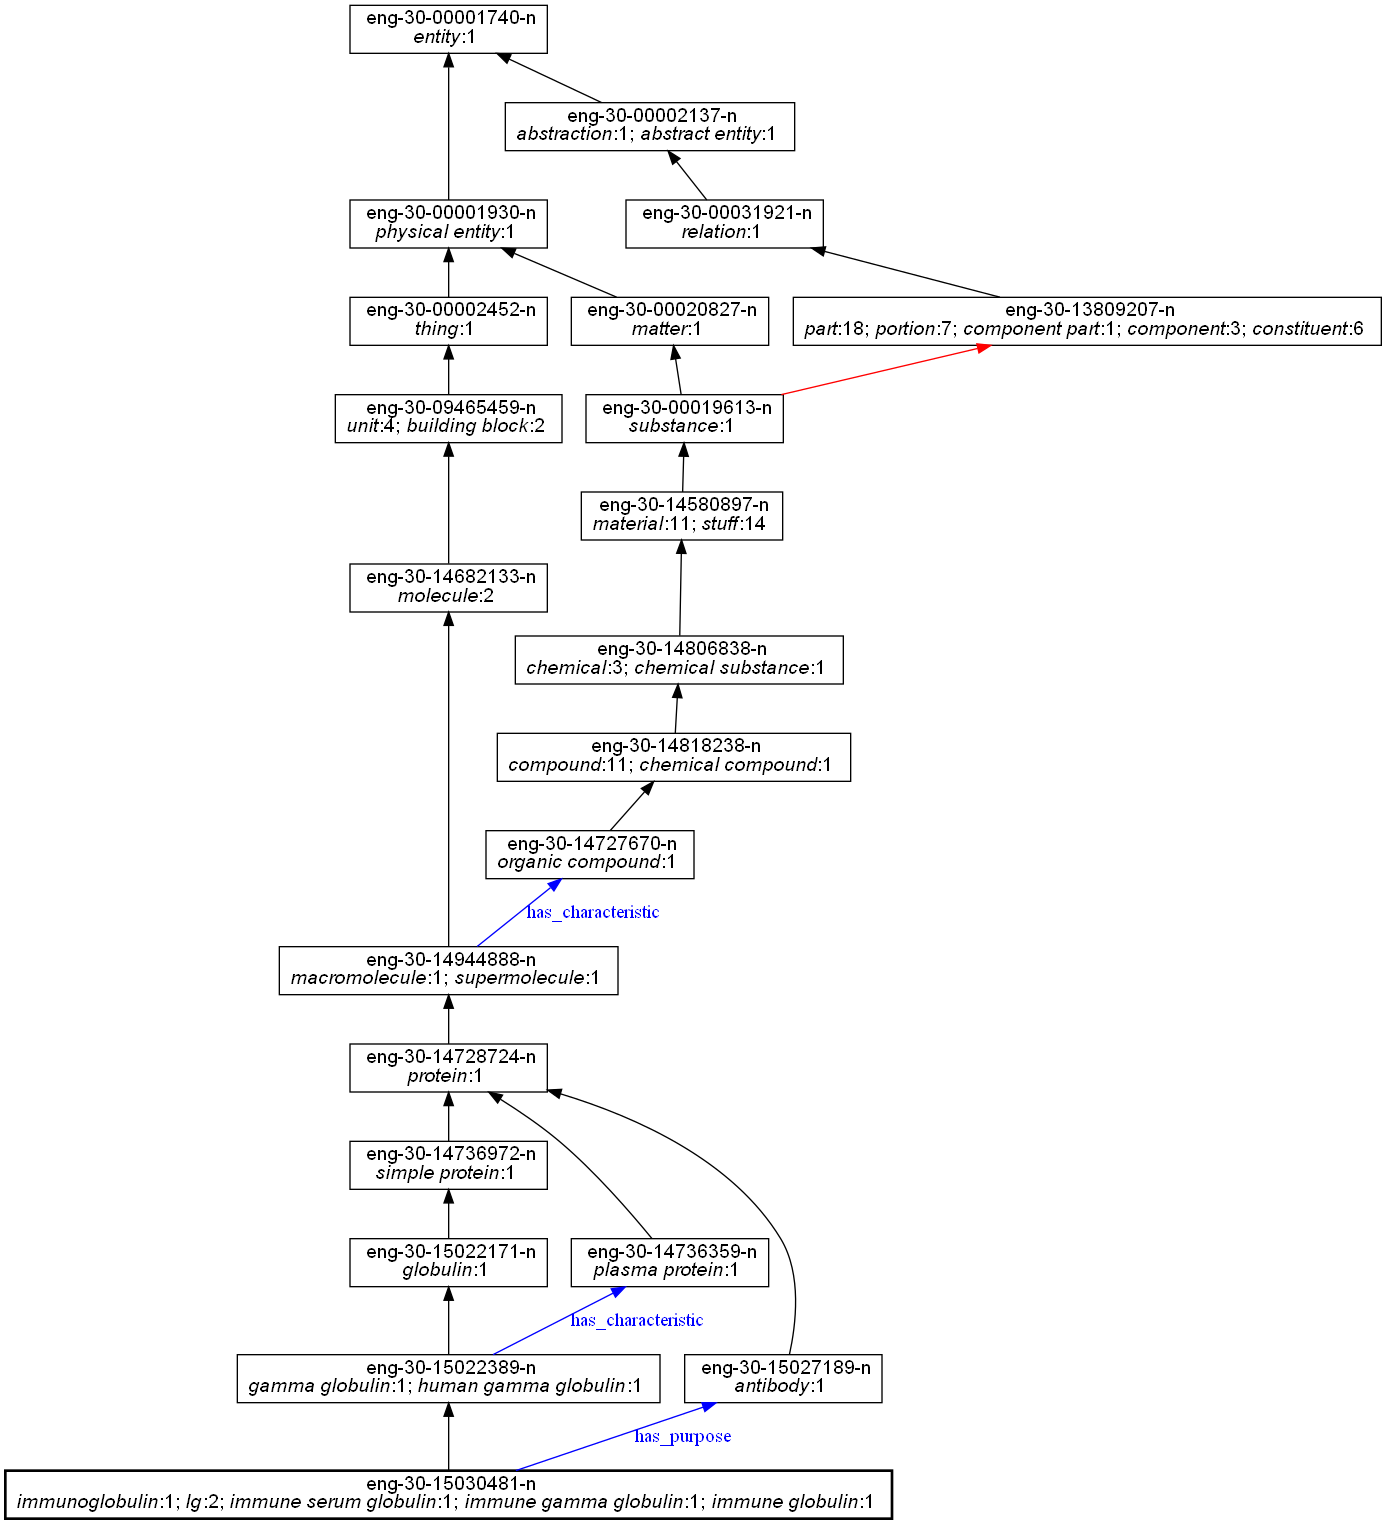 eng-30-00001740-n
entity:1
eng-30-00002137-n
abstraction:1; abstract entity:1
eng-30-00001930-n
physical entity:1
eng-30-00031921-n
relation:1
eng-30-00002452-n
thing:1
eng-30-00020827-n
matter:1
eng-30-13809207-n
part:18; portion:7; component part:1; component:3; constituent:6
eng-30-09465459-n
unit:4; building block:2
eng-30-00019613-n
substance:1
eng-30-14580897-n
material:11; stuff:14
eng-30-14682133-n
molecule:2
eng-30-14806838-n
chemical:3; chemical substance:1
eng-30-14818238-n
compound:11; chemical compound:1
eng-30-14727670-n
organic compound:1
has_characteristic
eng-30-14944888-n
macromolecule:1; supermolecule:1
eng-30-14728724-n
protein:1
eng-30-14736972-n
simple protein:1
eng-30-15022171-n
globulin:1
eng-30-14736359-n
plasma protein:1
has_characteristic
eng-30-15022389-n
gamma globulin:1; human gamma globulin:1
eng-30-15027189-n
antibody:1
has_purpose
eng-30-15030481-n
immunoglobulin:1; Ig:2; immune serum globulin:1; immune gamma globulin:1; immune globulin:1